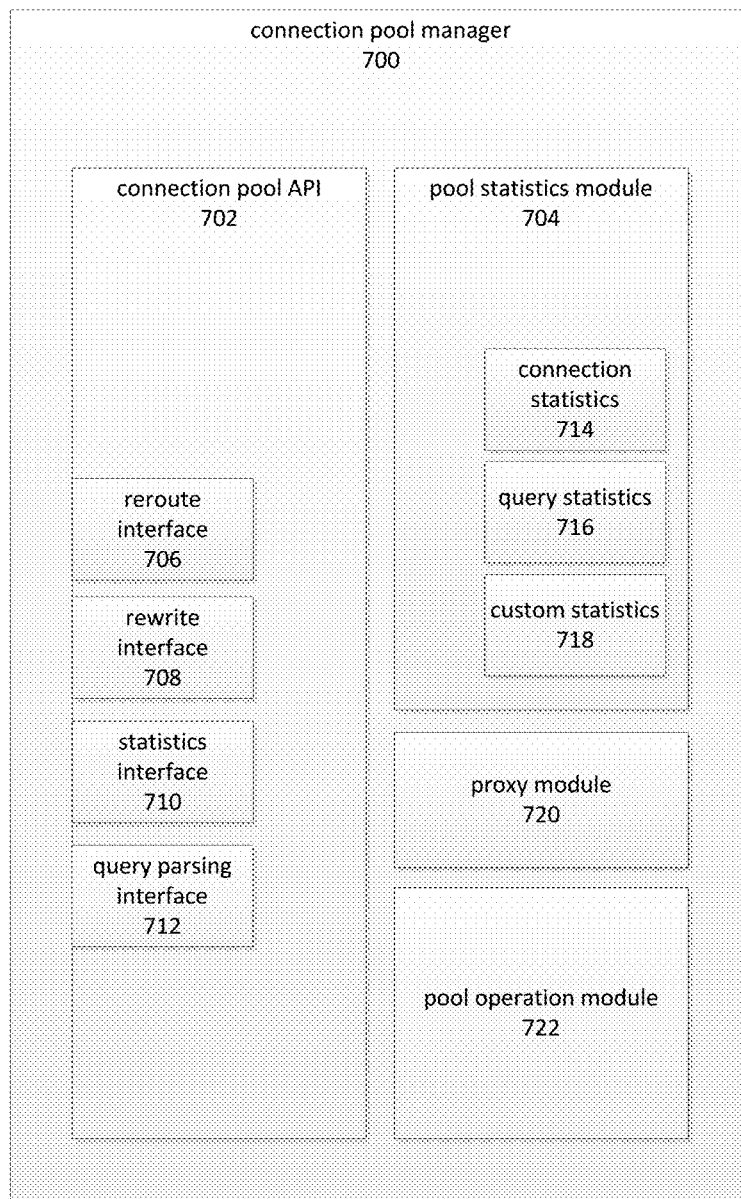 connection pool manager
700
connection pool API
702
reroute
interface
706
rewrite
interface
708
statistics
interface
710
query parsing
interface
712
pool statistics module
704
connection
statistics
714
query statistics
716
custom statistics
718
proxy module
720
pool operation module
722